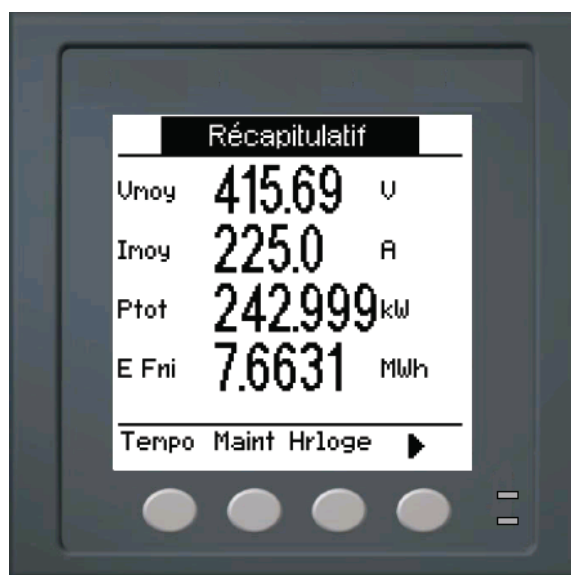 Récapitulatif
Vmoy 415.69 V
Imoy 225.0 A
Ptot 242.999 kW
E Fni 7.6631 MWh
Tempo Maint Hrloge